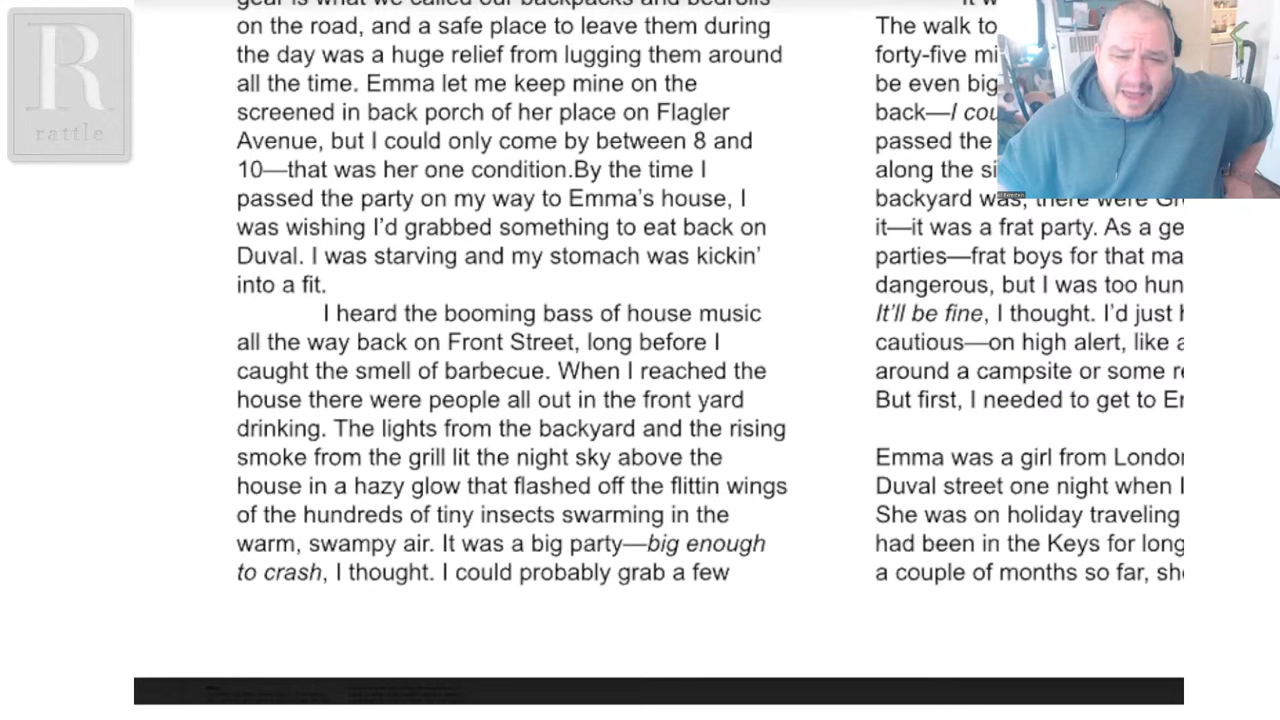 R
rattle
gear is what we called our backpacks and bedrolls
on the road, and a safe place to leave them during
the day was a huge relief from lugging them around
all the time. Emma let me keep mine on the
screened in back porch of her place on Flagler
Avenue, but I could only come by between 8 and
10—that was her one condition.By the time I
passed the party on my way to Emma's house, I
was wishing I'd grabbed something to eat back on
Duval. I was starving and my stomach was kickin'
into a fit.
I heard the booming bass of house music
all the way back on Front Street, long before I
caught the smell of barbecue. When I reached the
house there were people all out in the front yard
drinking. The lights from the backyard and the rising
smoke from the grill lit the night sky above the
house in a hazy glow that flashed off the flittin wings
of the hundreds of tiny insects swarming in the
warm, swampy air. It was a big party—big enough
to crash, I thought. I could probably grab a few
It w
The walk to
forty-five mi
be even big
back—I cou
passed the
along the si
backyard was, there were Gr
it—it was a frat party. As a ge
parties—frat boys for that ma
dangerous, but I was too hun
It'll be fine, I thought. I'd just h
cautious—on high alert, like a
around a campsite or some re
But first, I needed to get to Er
Emma was a girl from Londo
Duval street one night when I
She was on holiday traveling
had been in the Keys for long
a couple of months so far, sh